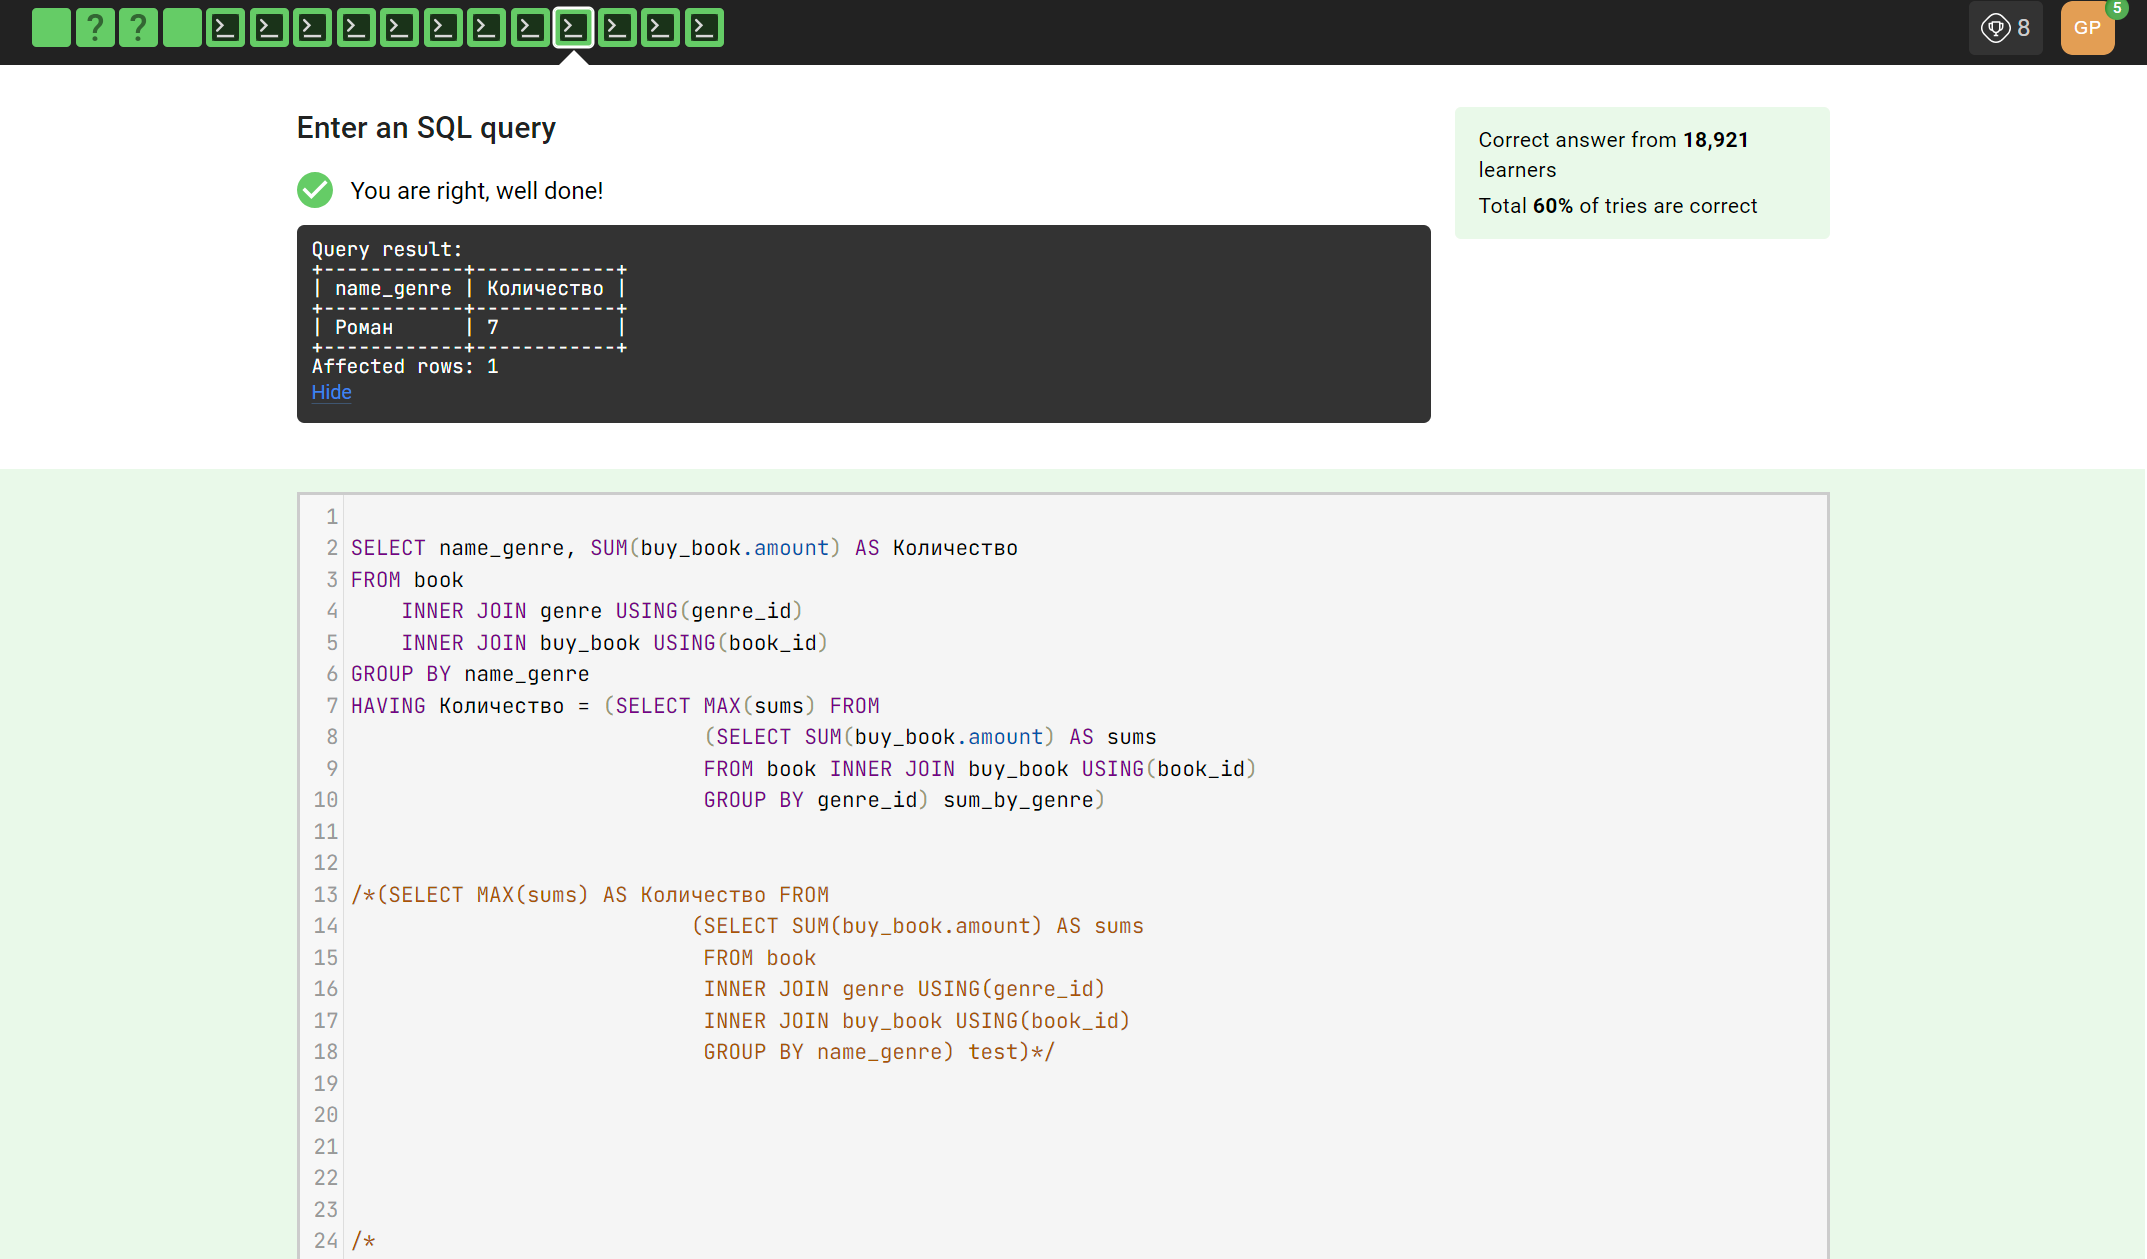 ? ?
8
GP
5
Enter an SQL query
You are right, well done!
Correct answer from 18,921
learners
Total 60% of tries are correct
Query result:
+------------+------------+
| name_genre | Количество |
+------------+------------+
| Роман      | 7          |
+------------+------------+
Affected rows: 1
Hide
1
2 SELECT name_genre, SUM(buy_book.amount) AS Количество
3 FROM book
4     INNER JOIN genre USING(genre_id)
5     INNER JOIN buy_book USING(book_id)
6 GROUP BY name_genre
7 HAVING Количество = (SELECT MAX(sums) FROM
8                             (SELECT SUM(buy_book.amount) AS sums
9                             FROM book INNER JOIN buy_book USING(book_id)
10                             GROUP BY genre_id) sum_by_genre)
11
12
13 /*(SELECT MAX(sums) AS Количество FROM
14                            (SELECT SUM(buy_book.amount) AS sums
15                             FROM book
16                             INNER JOIN genre USING(genre_id)
17                             INNER JOIN buy_book USING(book_id)
18                             GROUP BY name_genre) test)*/
19
20
21
22
23
24 /*